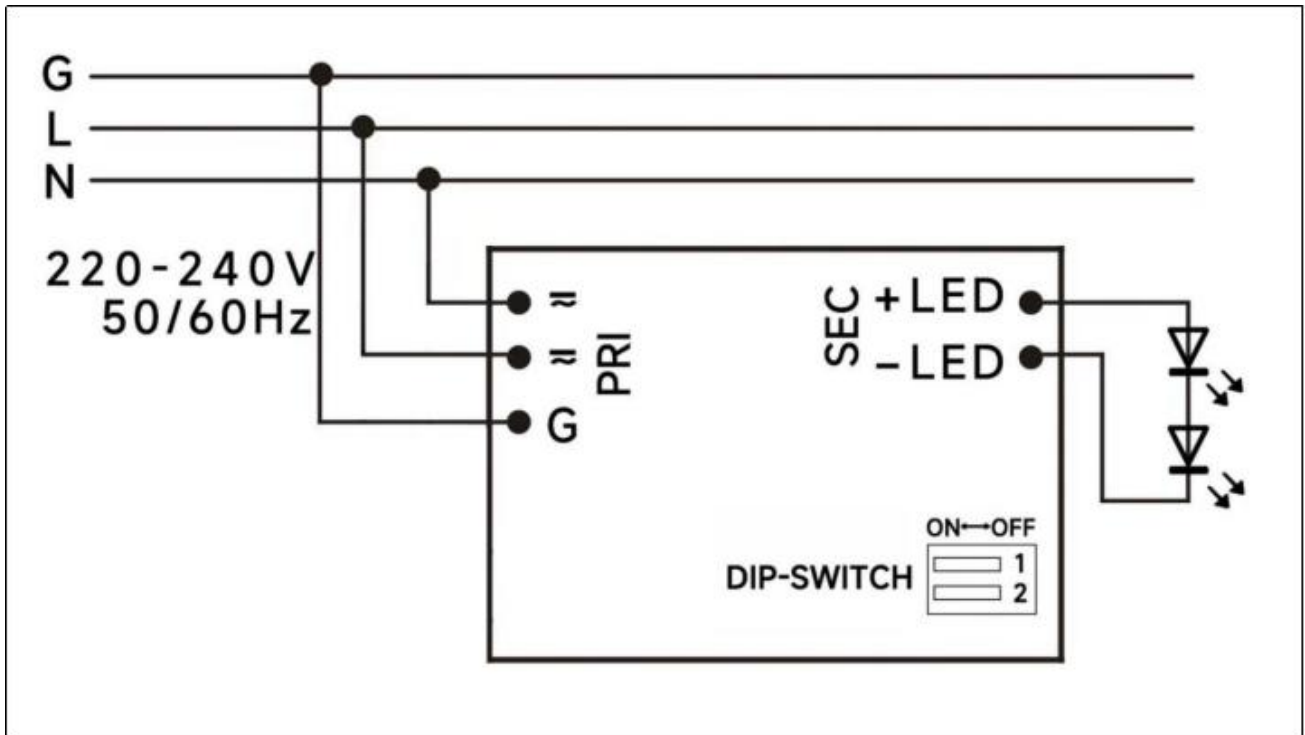 G
L
N
220-240V
50/60Hz
≂
≂
G
PRI
SEC
+LED
−LED
ON↔OFF
DIP-SWITCH
1
2